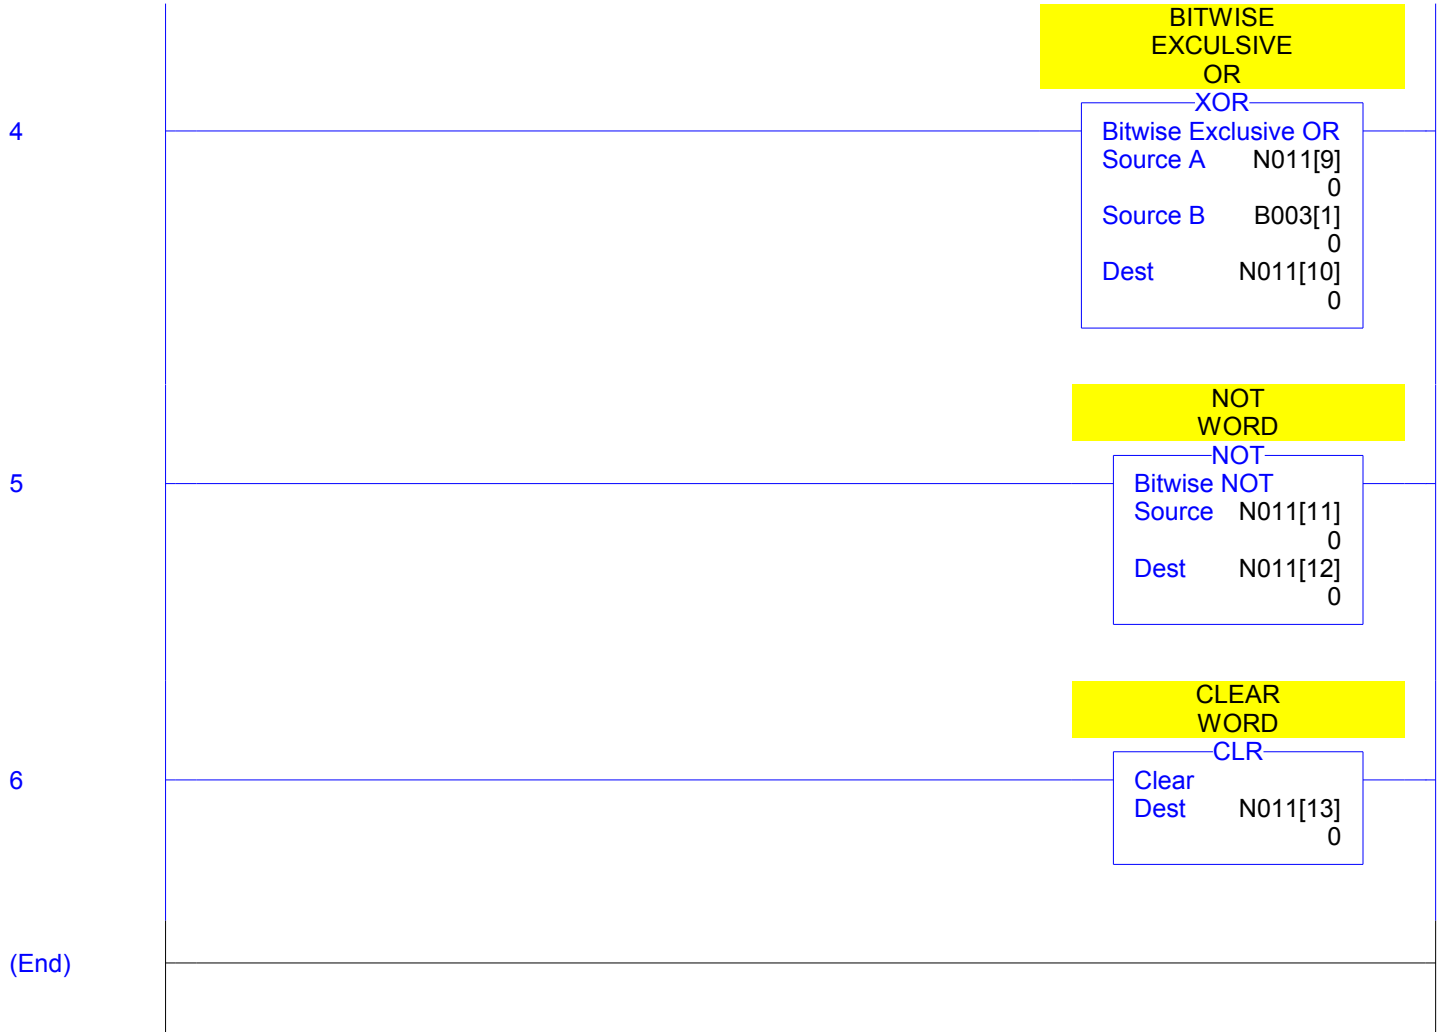 BITWISE
EXCULSIVE
OR
XOR
4
Bitwise Exclusive OR
Source A N011[9]
0
Source B B003[1]
0
Dest N011[10]
0
NOT
WORD
NOT
5
Bitwise NOT
Source N011[11]
0
Dest N011[12]
0
CLEAR
WORD
CLR
6
Clear
Dest N011[13]
0
(End)